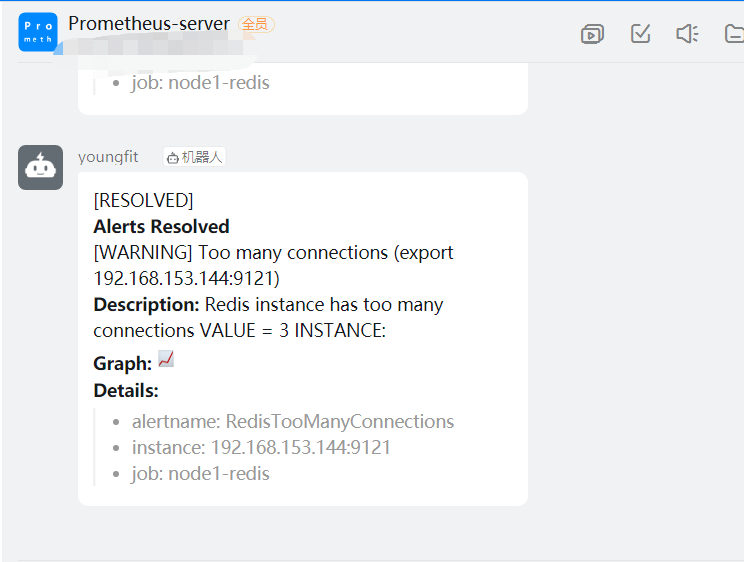 Pro
meth
Prometheus-server 全员
job: node1-redis
youngfit 机器人
[RESOLVED]
Alerts Resolved
[WARNING] Too many connections (export
192.168.153.144:9121)
Description: Redis instance has too many
connections VALUE = 3 INSTANCE:
Graph:
Details:
alertname: RedisTooManyConnections
instance: 192.168.153.144:9121
job: node1-redis